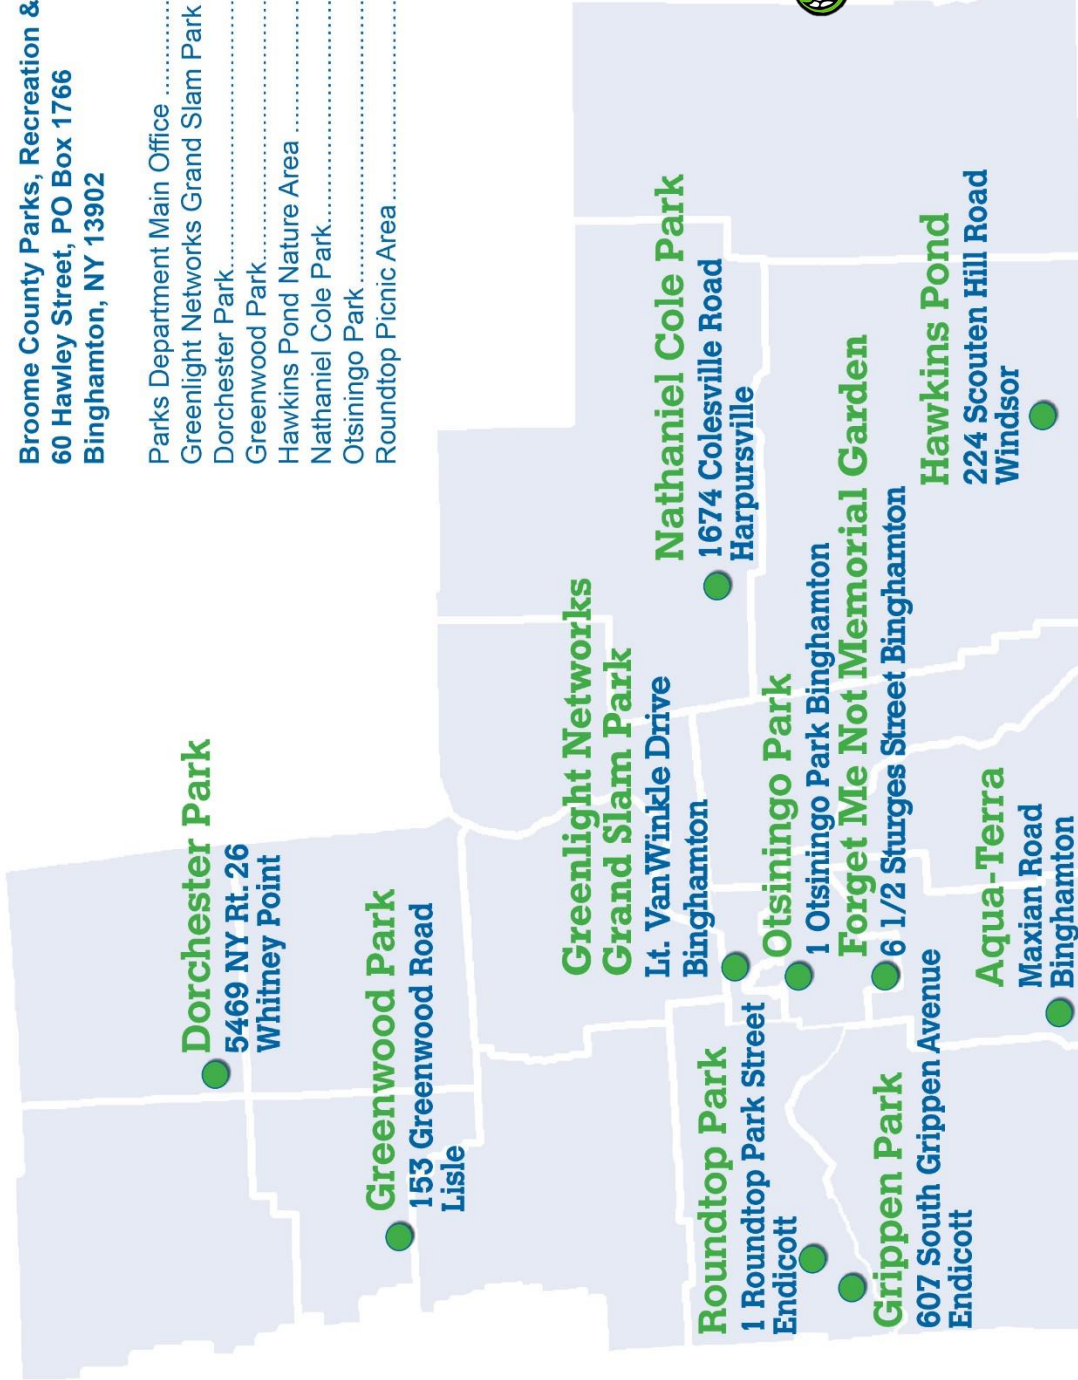 Broome County Parks, Recreation &
60 Hawley Street, PO Box 1766
Binghamton, NY 13902
Parks Department Main Office ..........
Greenlight Networks Grand Slam Park
Dorchester Park..............................
Greenwood Park..............................
Hawkins Pond Nature Area ..............
Nathaniel Cole Park.........................
Otsiningo Park................................
Roundtop Picnic Area......................
Dorchester Park
5469 NY Rt. 26
Whitney Point
Greenwood Park
153 Greenwood Road
Lisle
Greenlight Networks
Grand Slam Park
Lt. VanWinkle Drive
Binghamton
Nathaniel Cole Park
1674 Colesville Road
Harpursville
Roundtop Park
1 Roundtop Park Street
Endicott
Otsiningo Park
1 Otsiningo Park Binghamton
Forget Me Not Memorial Garden
6 1/2 Sturges Street Binghamton
Grippen Park
607 South Grippen Avenue
Endicott
Hawkins Pond
224 Scouten Hill Road
Windsor
Aqua-Terra
Maxian Road
Binghamton